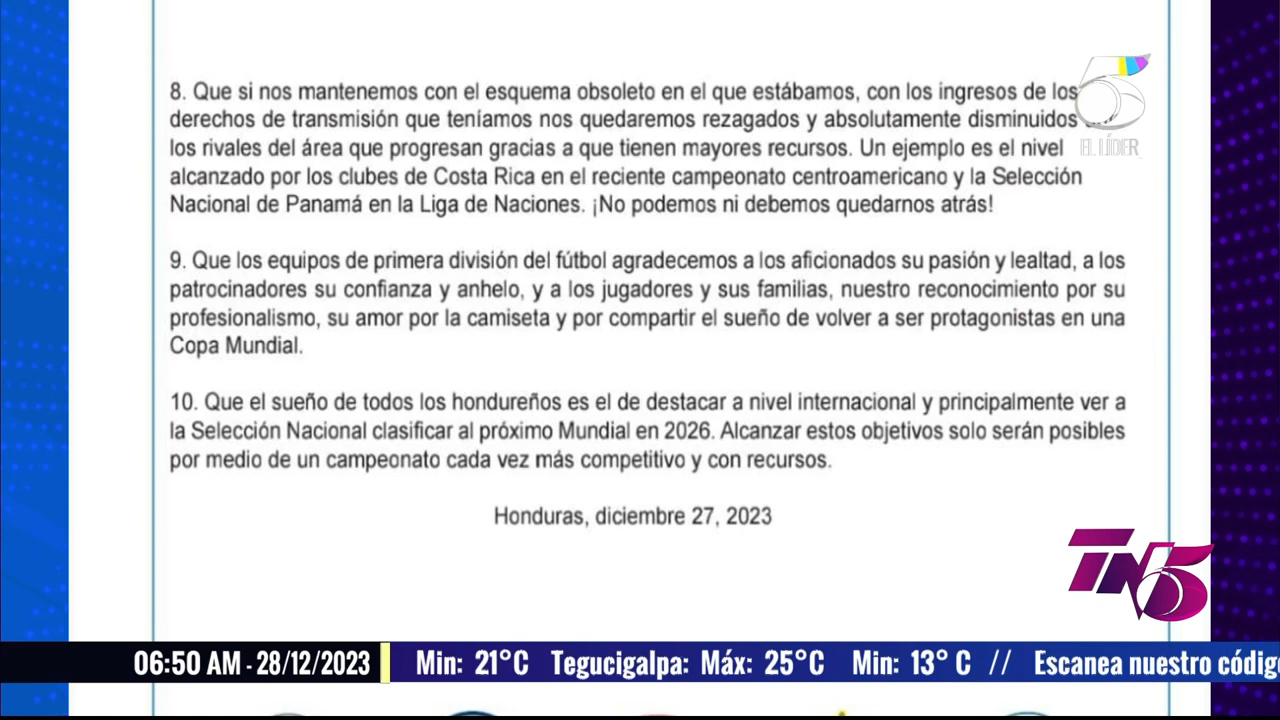 8. Que si nos mantenemos con el esquema obsoleto en el que estábamos, con los ingresos de los
derechos de transmisión que teníamos nos quedaremos rezagados y absolutamente disminuidos
los rivales del área que progresan gracias a que tienen mayores recursos. Un ejemplo es el nivel
alcanzado por los clubes de Costa Rica en el reciente campeonato centroamericano y la Selección
Nacional de Panamá en la Liga de Naciones. ¡No podemos ni debemos quedarnos atrás!
5
EL LÍDER
9. Que los equipos de primera división del fútbol agradecemos a los aficionados su pasión y lealtad, a los
patrocinadores su confianza y anhelo, y a los jugadores y sus familias, nuestro reconocimiento por su
profesionalismo, su amor por la camiseta y por compartir el sueño de volver a ser protagonistas en una
Copa Mundial.
10. Que el sueño de todos los hondureños es el de destacar a nivel internacional y principalmente ver a
la Selección Nacional clasificar al próximo Mundial en 2026. Alcanzar estos objetivos solo serán posibles
por medio de un campeonato cada vez más competitivo y con recursos.
Honduras, diciembre 27, 2023
TN5
06:50 AM - 28/12/2023 Min: 21°C Tegucigalpa: Máx: 25°C Min: 13° C // Escanea nuestro código